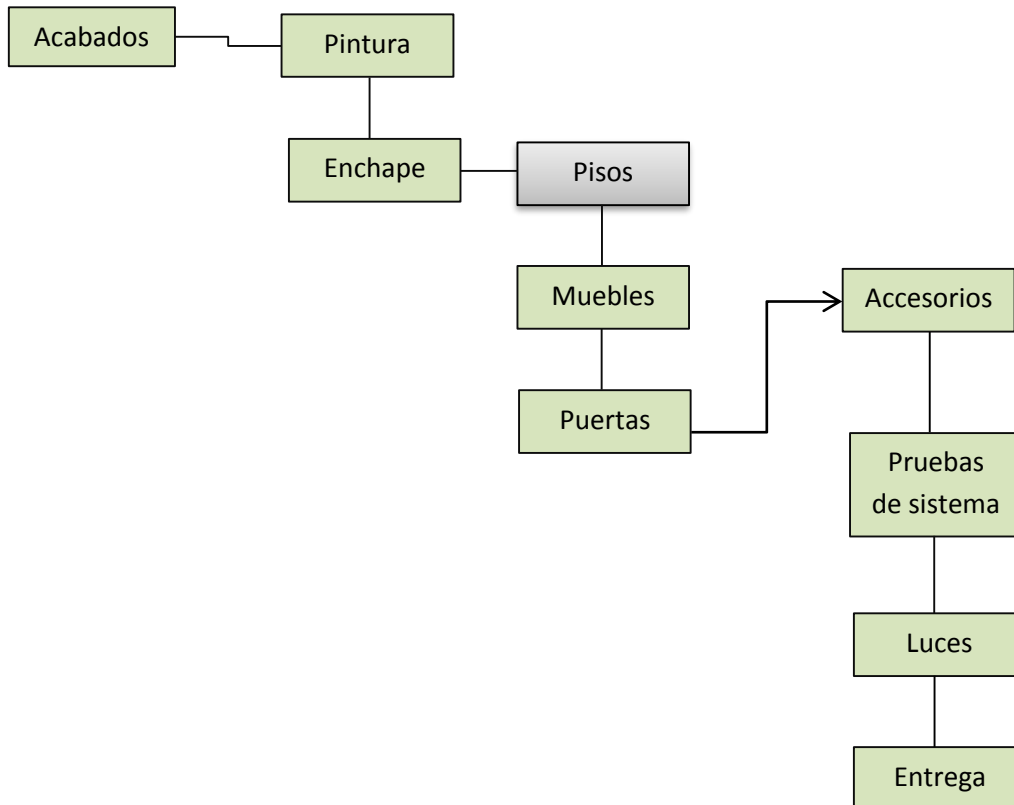 Acabados
Pintura
Enchape
Pisos
Muebles
Accesorios
Puertas
Pruebas
de sistema
Luces
Entrega